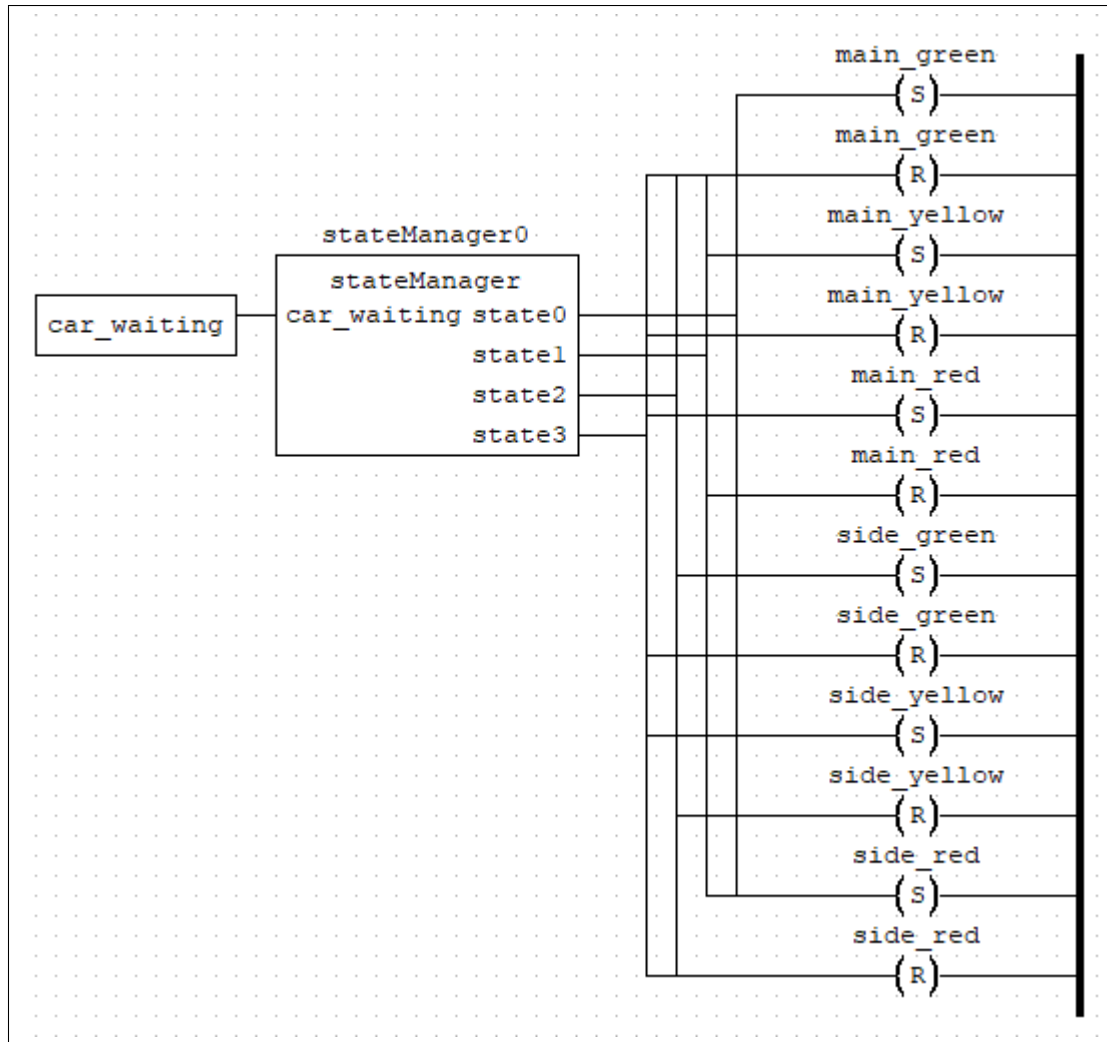 main_green
(S)
main_green
(R)
main_yellow
(S)
stateManager0
stateManager
main_yellow
car_waiting
car_waiting state0
(R)
state1
main_red
state2
(S)
state3
main_red
(R)
side_green
(S)
side_green
(R)
side_yellow
(S)
side_yellow
(R)
side_red
(S)
side_red
(R)